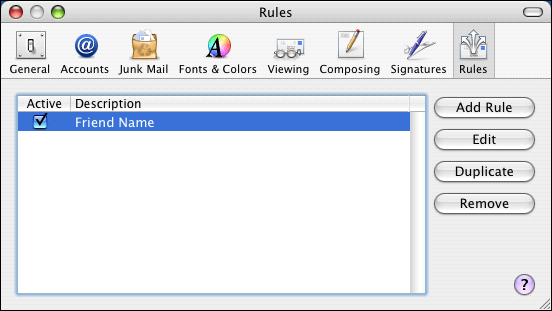 Rules
General Accounts Junk Mail Fonts & Colors Viewing Composing Signatures Rules
Active Description
Friend Name
Add Rule
Edit
Duplicate
Remove
?